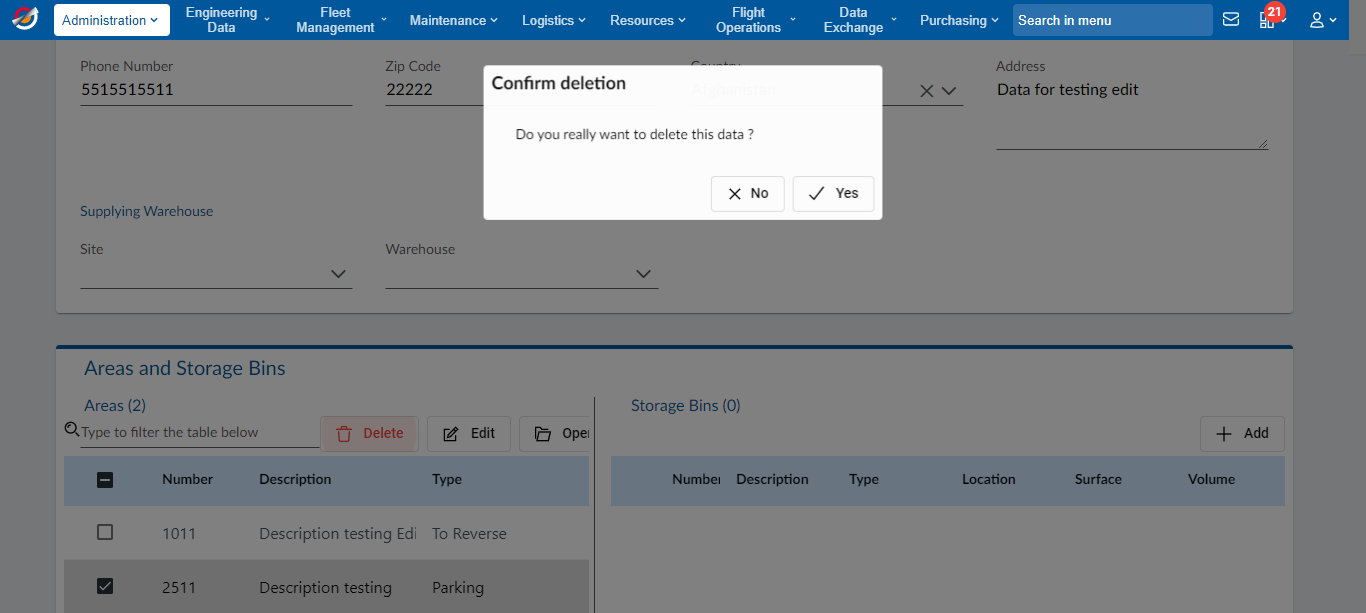 Administration
Engineering
Data
Fleet
Management
Maintenance
Logistics
Resources
Flight
Operations
Data
Exchange
Purchasing
Search in menu
21
Phone Number
Zip Code
Country
Address
5515515511
22222
Data for testing edit
Confirm deletion
Do you really want to delete this data ?
No
Yes
Supplying Warehouse
Site
Warehouse
Areas and Storage Bins
Areas (2)
Storage Bins (0)
Type to filter the table below
Delete
Edit
Open
Add
Number Description Type
Number Description Type Location Surface Volume
1011 Description testing Edi To Reverse
2511 Description testing Parking